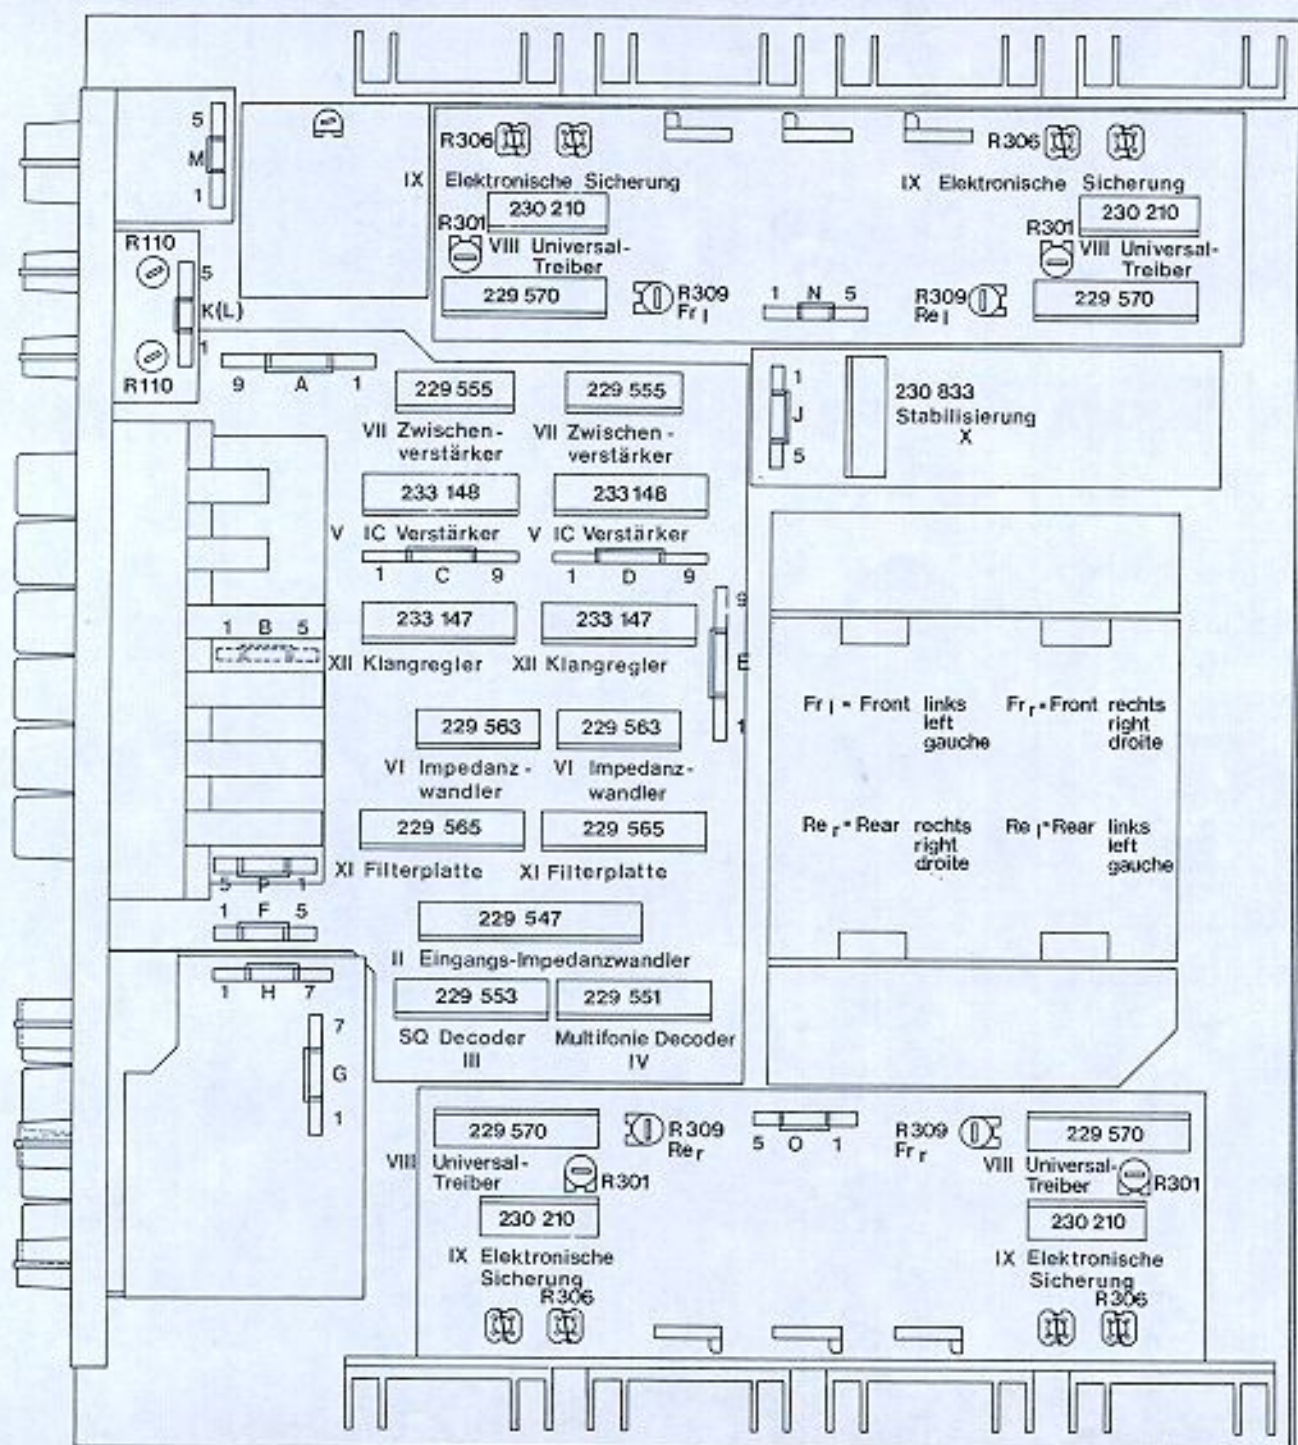 5
M
1
R306
R306
IX Elektronische Sicherung
IX Elektronische Sicherung
230 210
230 210
R301
R301
VIII Universal-
Treiber
VIII Universal-
Treiber
229 570
R309
Fr l
1 N 5
R309
Re l
229 570
R110
5
K(L)
1
R110
9 A 1
229 555
229 555
VII Zwischen-
verstärker
VII Zwischen-
verstärker
1
J
5
230 833
Stabilisierung
X
233 148
233 148
V IC Verstärker
V IC Verstärker
1 C 9
1 D 9
233 147
233 147
XII Klangregler
XII Klangregler
1 B 5
9
E
1
229 563
229 563
VI Impedanz-
wandler
VI Impedanz-
wandler
229 565
229 565
XI Filterplatte
XI Filterplatte
Fr l = Front links
left
gauche
Fr r = Front rechts
right
droite
Re r = Rear rechts
right
droite
Re l = Rear links
left
gauche
5 P 1
1 F 5
229 547
II Eingangs-Impedanzwandler
1 H 7
229 553
229 551
SQ Decoder
III
Multifonie Decoder
IV
7
G
1
229 570
R309
Re r
5 O 1
R309
Fr r
229 570
VIII Universal-
Treiber
R301
VIII Universal-
Treiber
R301
230 210
230 210
IX Elektronische
Sicherung
R306
IX Elektronische
Sicherung
R306